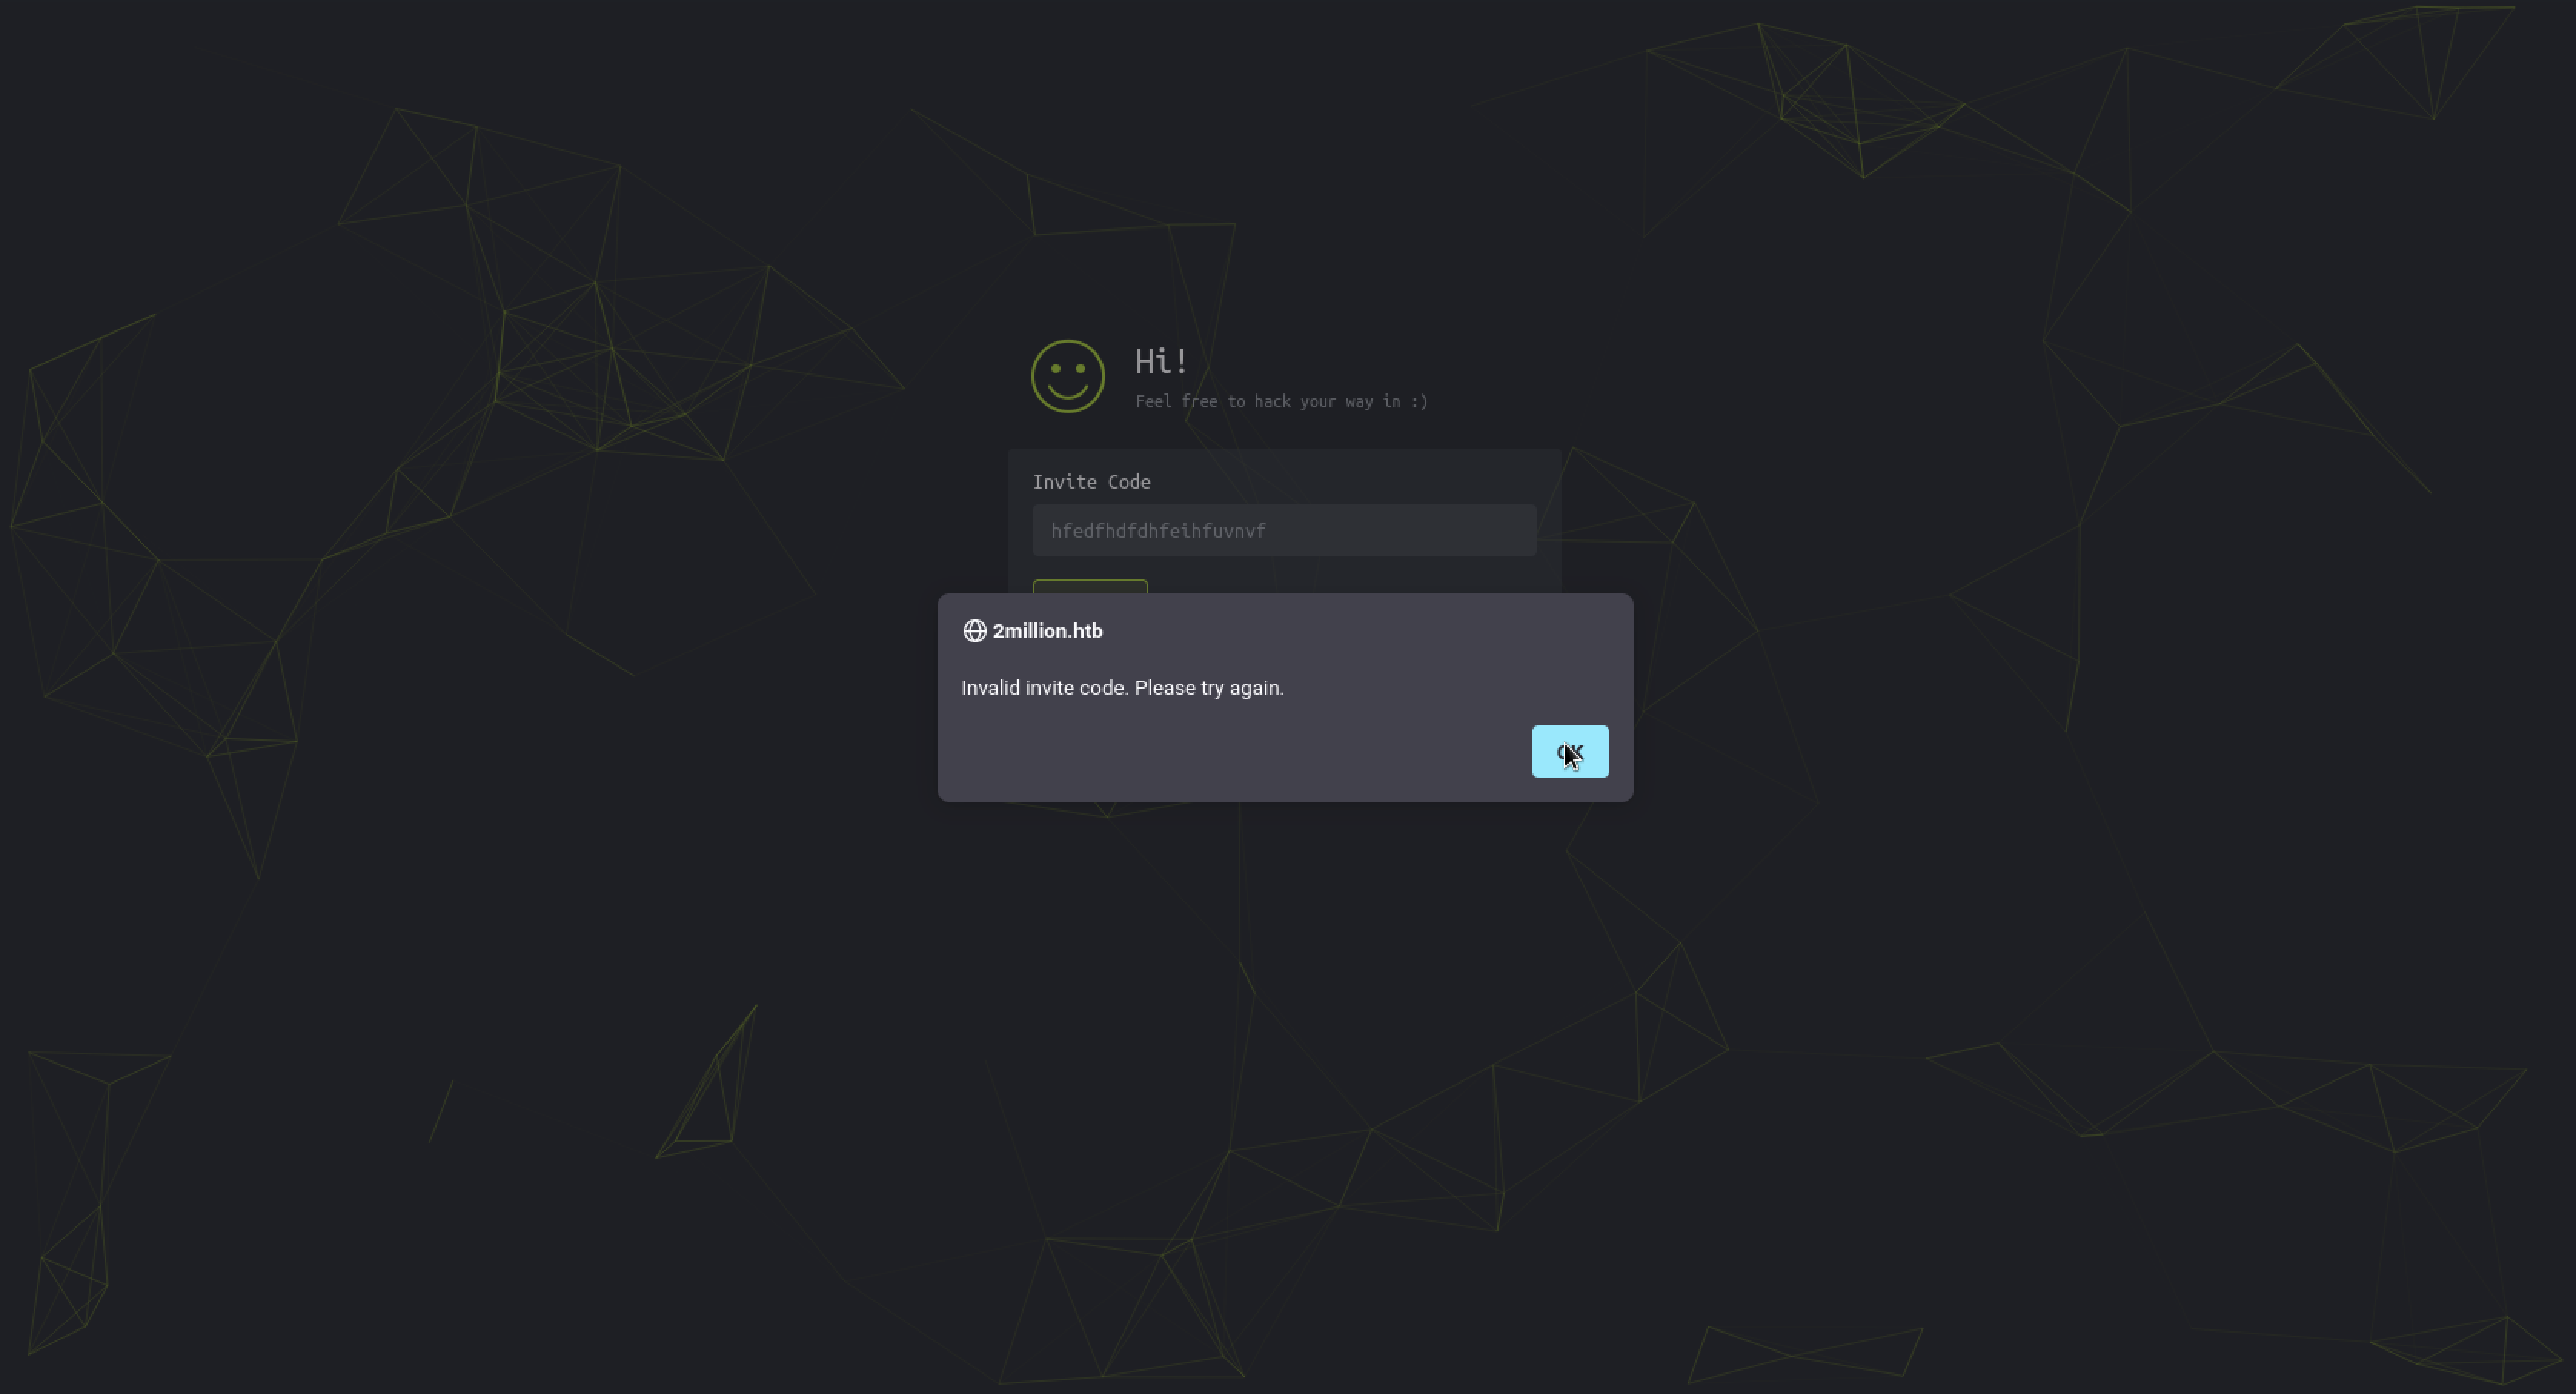 Hi!
Feel free to hack your way in :)
Invite Code
hfedfhdfdhfeihfuvnvf
2million.htb
Invalid invite code. Please try again.
OK